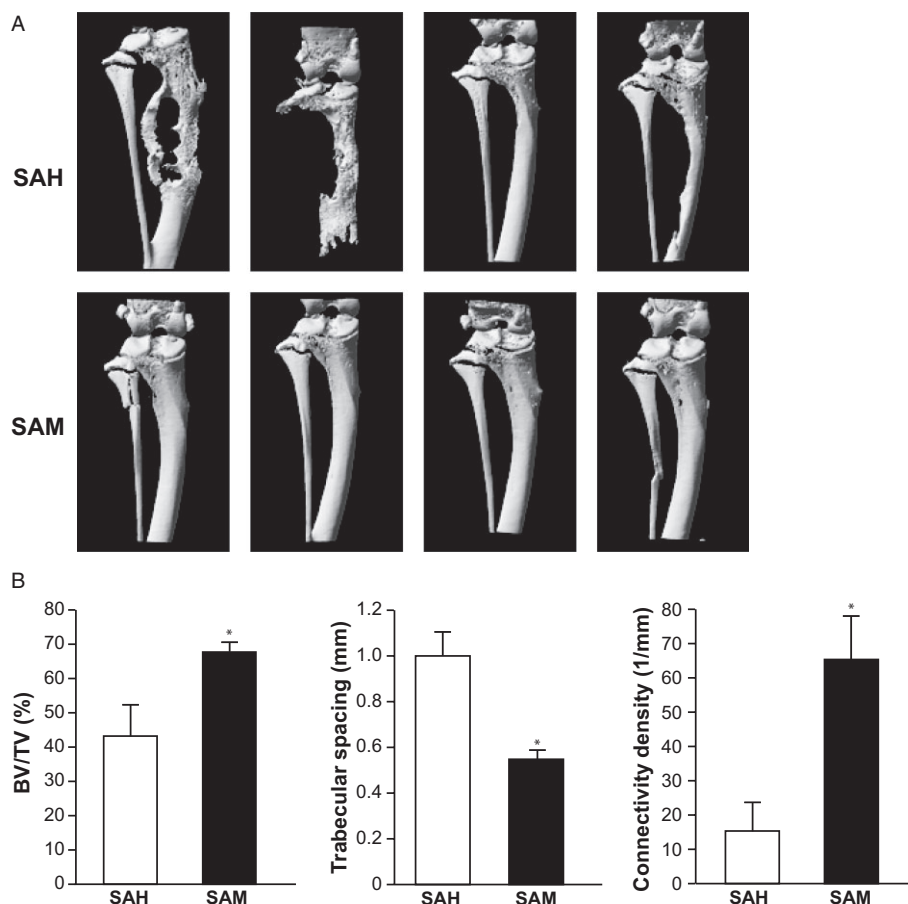 A
SAH
SAM
B
BV/TV (%)
80
70
60
50
40
30
20
10
0
SAH SAM
Trabecular spacing (mm)
1.2
1.0
0.8
0.6
0.4
0.2
0
SAH SAM
Connectivity density (1/mm)
80
70
60
50
40
30
20
10
0
SAH SAM
*
*
*